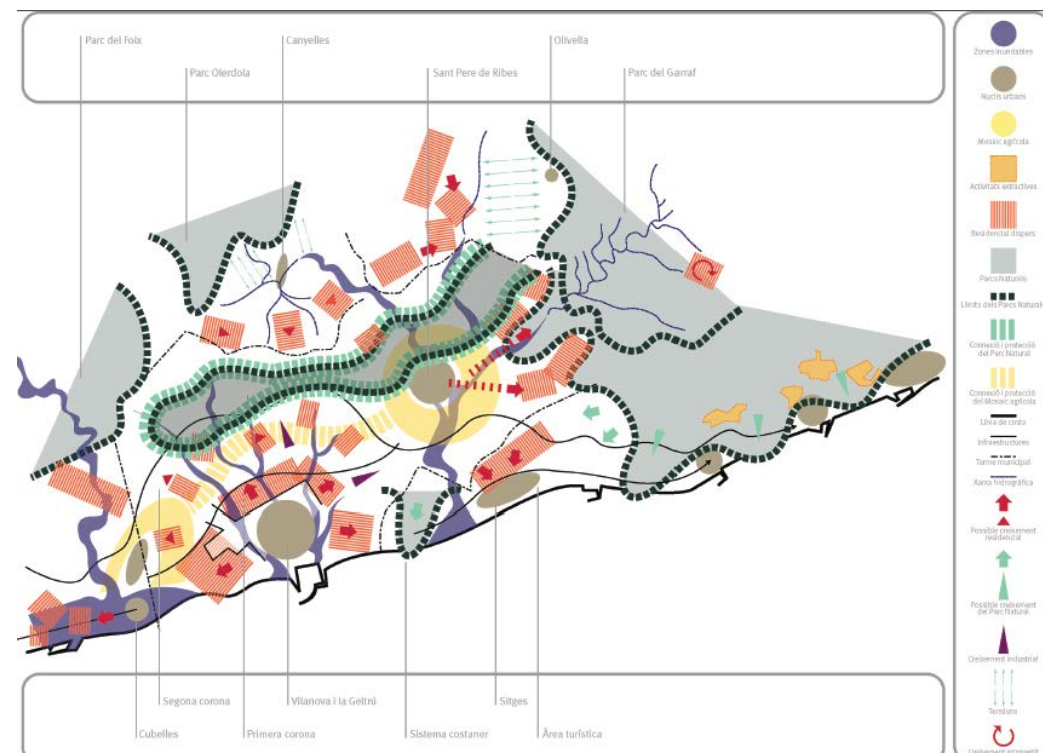 Parc del Foix
Canyelles
Olivella
Parc Olerdola
Sant Pere de Ribes
Parc del Garraf
Segona corona
Vilanova i la Geltrú
Sitges
Cubelles
Primera corona
Sistema costaner
Àrea turística
Zones inundables
Nuclis urbans
Mosaic agrícola
Activitats extractives
Residencial dispers
Parcs Naturals
Límits dels Parcs Naturals
Connexió i protecció
del Parc Natural
Connexió i protecció
del Mosaic agrícola
Línia de costa
Infraestructures
Terme municipal
Xarxa hidrogràfica
Possible creixement
residencial
Possible creixement
del Parc Natural
Creixement industrial
Tensions
Creixement intensitf